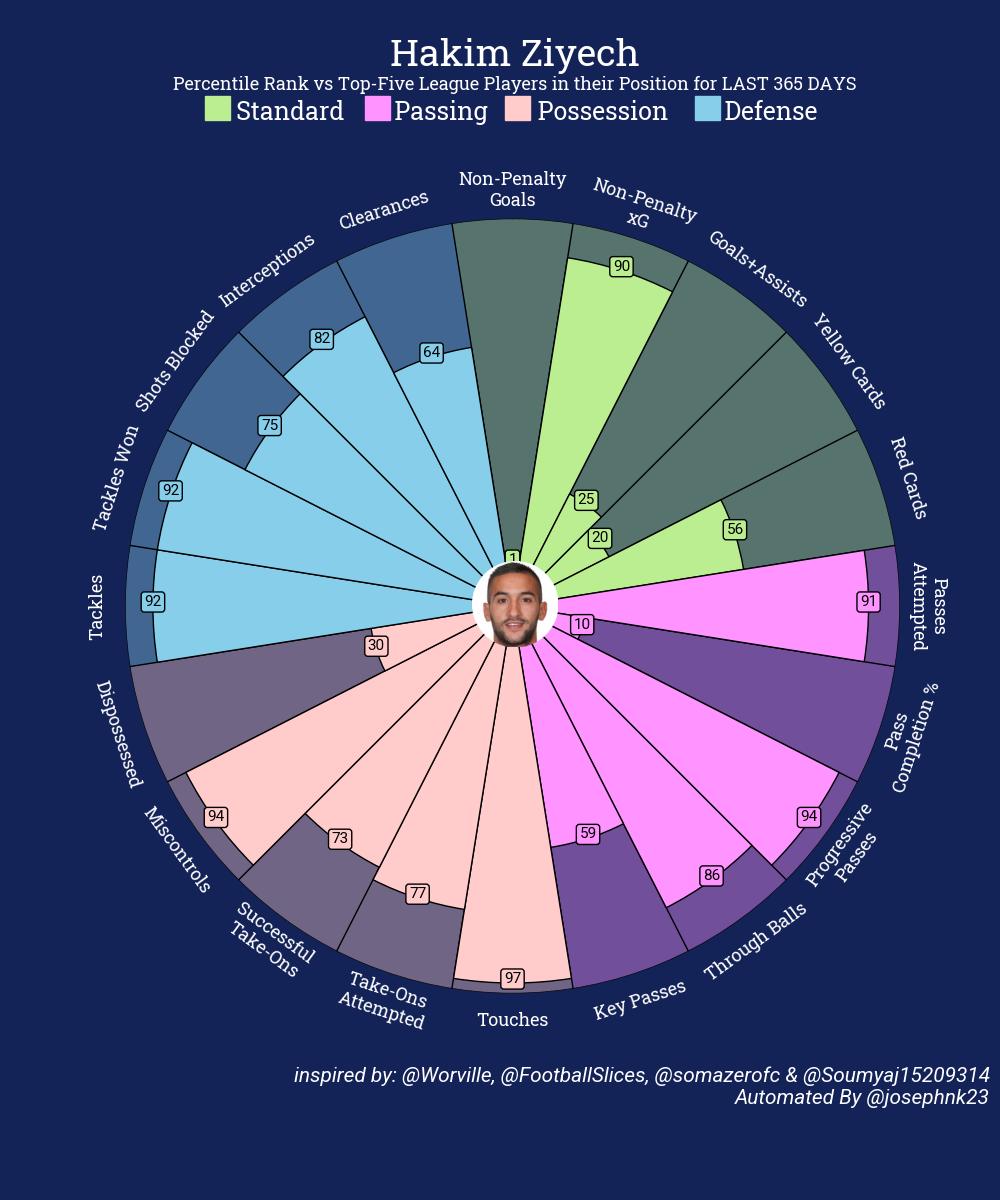 Hakim Ziyech
Percentile Rank vs Top-Five League Players in their Position for LAST 365 DAYS
Standard
Passing
Possession
Defense
Non-Penalty
Goals
Non-Penalty
xG
Goals+Assists
Yellow Cards
Red Cards
Passes
Attempted
Pass
Completion %
Progressive
Passes
Through Balls
Key Passes
Touches
Take-Ons
Attempted
Successful
Take-Ons
Miscontrols
Dispossessed
Tackles
Tackles Won
Shots Blocked
Interceptions
Clearances
1
90
25
20
56
91
10
94
86
59
97
77
73
94
30
92
92
75
82
64
inspired by: @Worville, @FootballSlices, @somazerofc & @Soumyaj15209314
Automated By @josephnk23